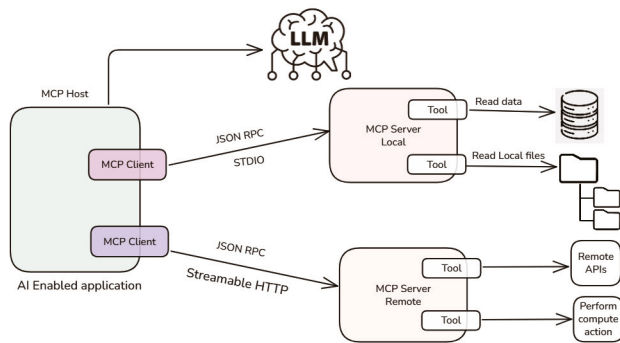 LLM
MCP Host
Tool
Read data
JSON RPC
MCP Server
Local
STDIO
MCP Client
Tool
Read Local files
MCP Client
JSON RPC
Streamable HTTP
Tool
Remote
APIs
AI Enabled application
MCP Server
Remote
Tool
Perform
compute
action